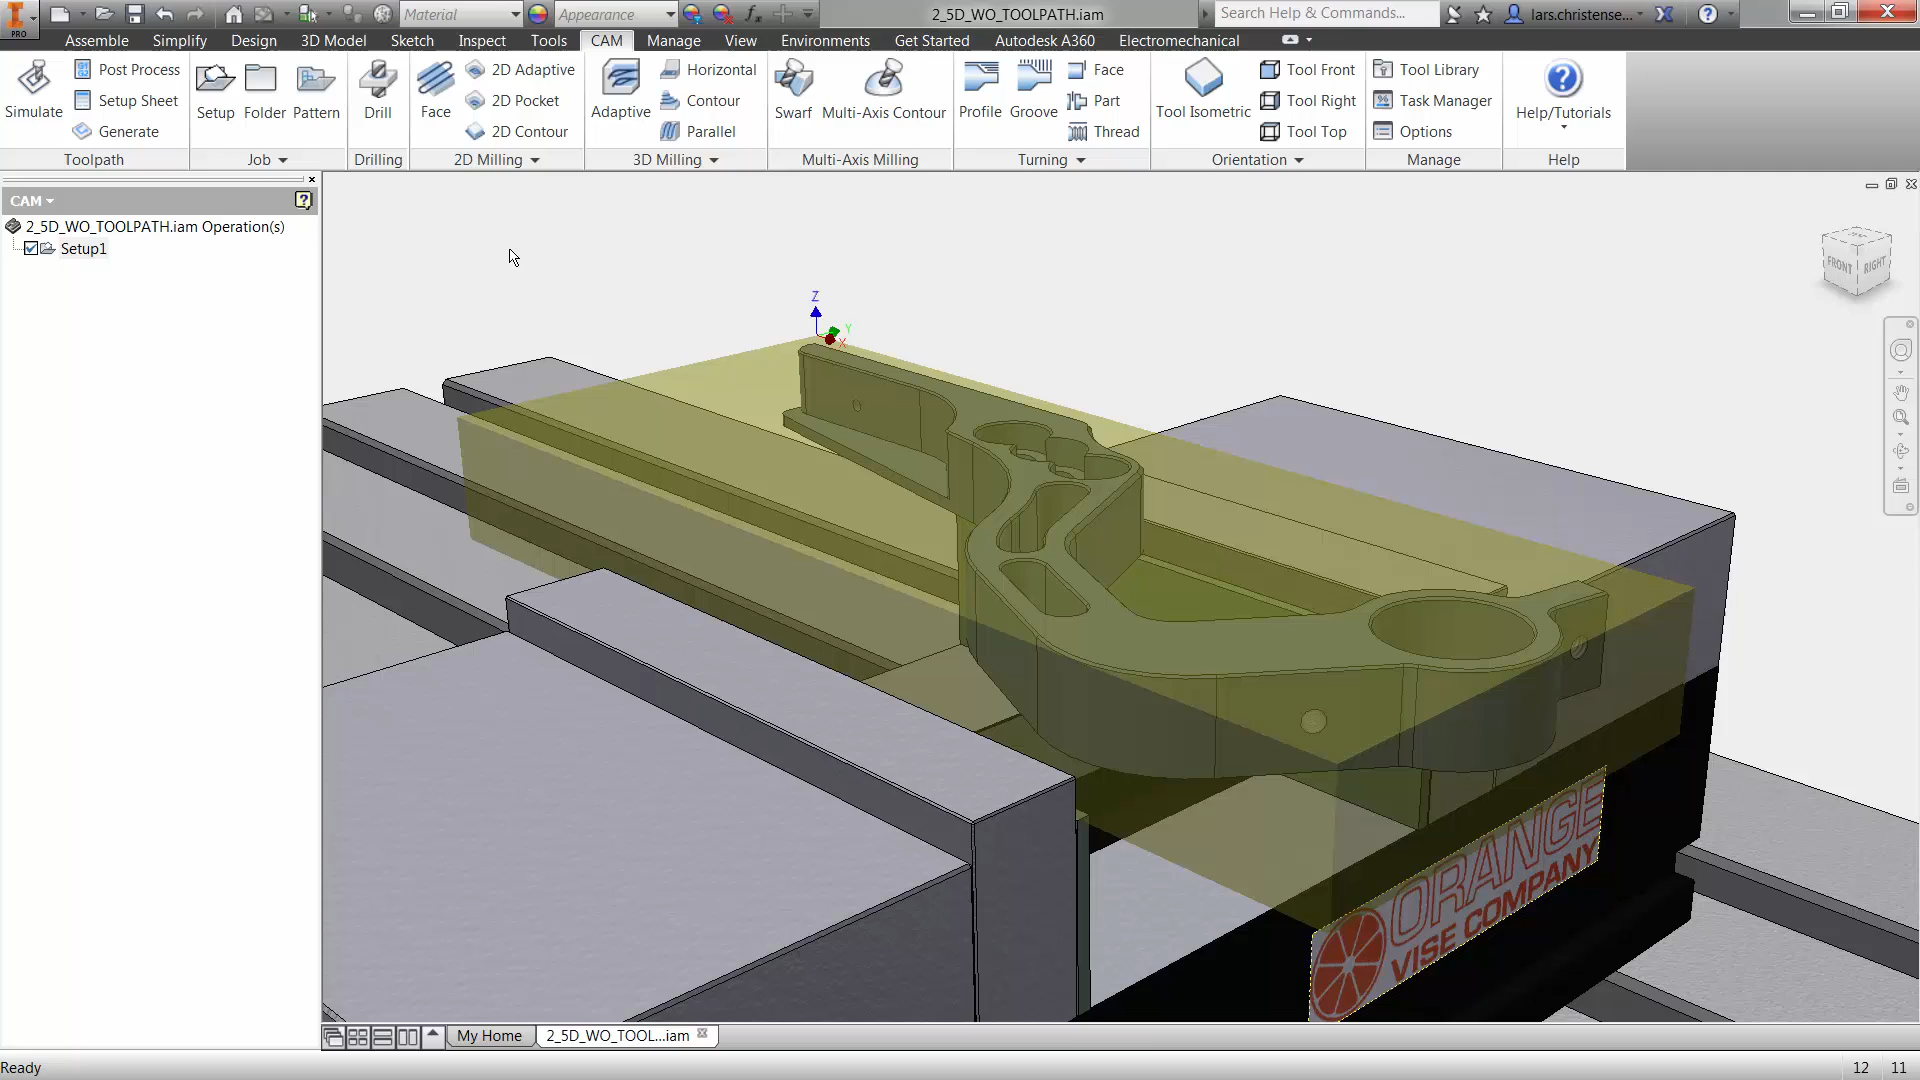 PRO
Material
Appearance
2_5D_WO_TOOLPATH.iam
Search Help & Commands...
lars.christense...
Assemble Simplify Design 3D Model Sketch Inspect Tools CAM Manage View Environments Get Started Autodesk A360 Electromechanical
Simulate
Post Process
Setup Sheet
Generate
Toolpath
Setup
Folder
Pattern
Job
Drill
Drilling
Face
2D Adaptive
2D Pocket
2D Contour
2D Milling
Adaptive
Horizontal
Contour
Parallel
3D Milling
Swarf
Multi-Axis Contour
Multi-Axis Milling
Profile
Groove
Face
Part
Thread
Turning
Tool Isometric
Tool Front
Tool Right
Tool Top
Orientation
Tool Library
Task Manager
Options
Manage
Help/Tutorials
Help
CAM
2_5D_WO_TOOLPATH.iam Operation(s)
Setup1
Z
Y
X
FRONT
RIGHT
ORANGE
VISE COMPANY
My Home
2_5D_WO_TOOL...iam
Ready
12 11